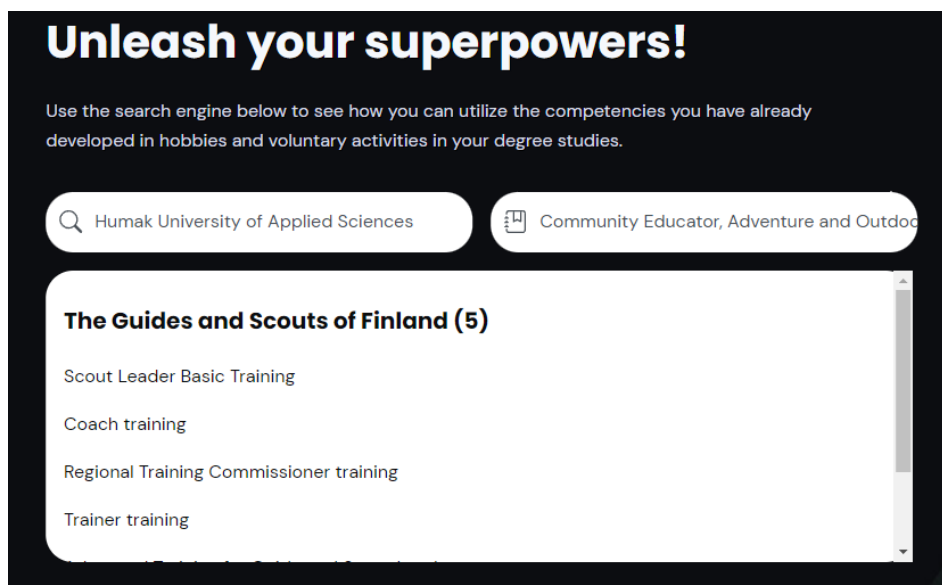 Unleash your superpowers!
Use the search engine below to see how you can utilize the competencies you have already
developed in hobbies and voluntary activities in your degree studies.
Humak University of Applied Sciences
Community Educator, Adventure and Outdoo
The Guides and Scouts of Finland (5)
Scout Leader Basic Training
Coach training
Regional Training Commissioner training
Trainer training